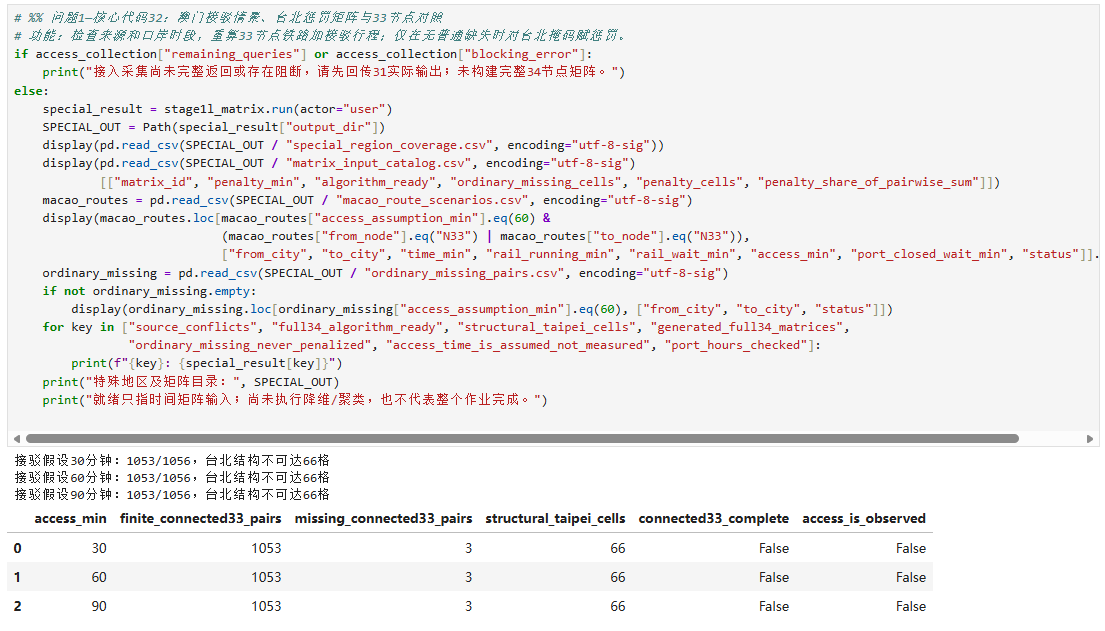 # %% 问题1—核心代码32：澳门接驳情景、台北惩罚矩阵与33节点对照
# 功能：检查来源和口岸时段，重算33节点铁路加接驳行程；仅在无普通缺失时对台北掩码赋惩罚。
if access_collection["remaining_queries"] or access_collection["blocking_error"]:
    print("接入采集尚未完整返回或存在阻断，请先回传31实际输出；未构建完整34节点矩阵。")
else:
    special_result = stage1l_matrix.run(actor="user")
    SPECIAL_OUT = Path(special_result["output_dir"])
    display(pd.read_csv(SPECIAL_OUT / "special_region_coverage.csv", encoding="utf-8-sig"))
    display(pd.read_csv(SPECIAL_OUT / "matrix_input_catalog.csv", encoding="utf-8-sig")
            [["matrix_id", "penalty_min", "algorithm_ready", "ordinary_missing_cells", "penalty_cells", "penalty_share_of_pairwise_sum"]])
    macao_routes = pd.read_csv(SPECIAL_OUT / "macao_route_scenarios.csv", encoding="utf-8-sig")
    display(macao_routes.loc[macao_routes["access_assumption_min"].eq(60) &
                             (macao_routes["from_node"].eq("N33") | macao_routes["to_node"].eq("N33")),
                             ["from_city", "to_city", "time_min", "rail_running_min", "rail_wait_min", "access_min", "port_closed_wait_min", "status"]].
    ordinary_missing = pd.read_csv(SPECIAL_OUT / "ordinary_missing_pairs.csv", encoding="utf-8-sig")
    if not ordinary_missing.empty:
        display(ordinary_missing.loc[ordinary_missing["access_assumption_min"].eq(60), ["from_city", "to_city", "status"]])
    for key in ["source_conflicts", "full34_algorithm_ready", "structural_taipei_cells", "generated_full34_matrices",
                "ordinary_missing_never_penalized", "access_time_is_assumed_not_measured", "port_hours_checked"]:
        print(f"{key}: {special_result[key]}")
    print("特殊地区及矩阵目录：", SPECIAL_OUT)
    print("就绪只指时间矩阵输入；尚未执行降维/聚类，也不代表整个作业完成。")
接驳假设30分钟：1053/1056，台北结构不可达66格
接驳假设60分钟：1053/1056，台北结构不可达66格
接驳假设90分钟：1053/1056，台北结构不可达66格
access_min finite_connected33_pairs missing_connected33_pairs structural_taipei_cells connected33_complete access_is_observed
0 30 1053 3 66 False False
1 60 1053 3 66 False False
2 90 1053 3 66 False False